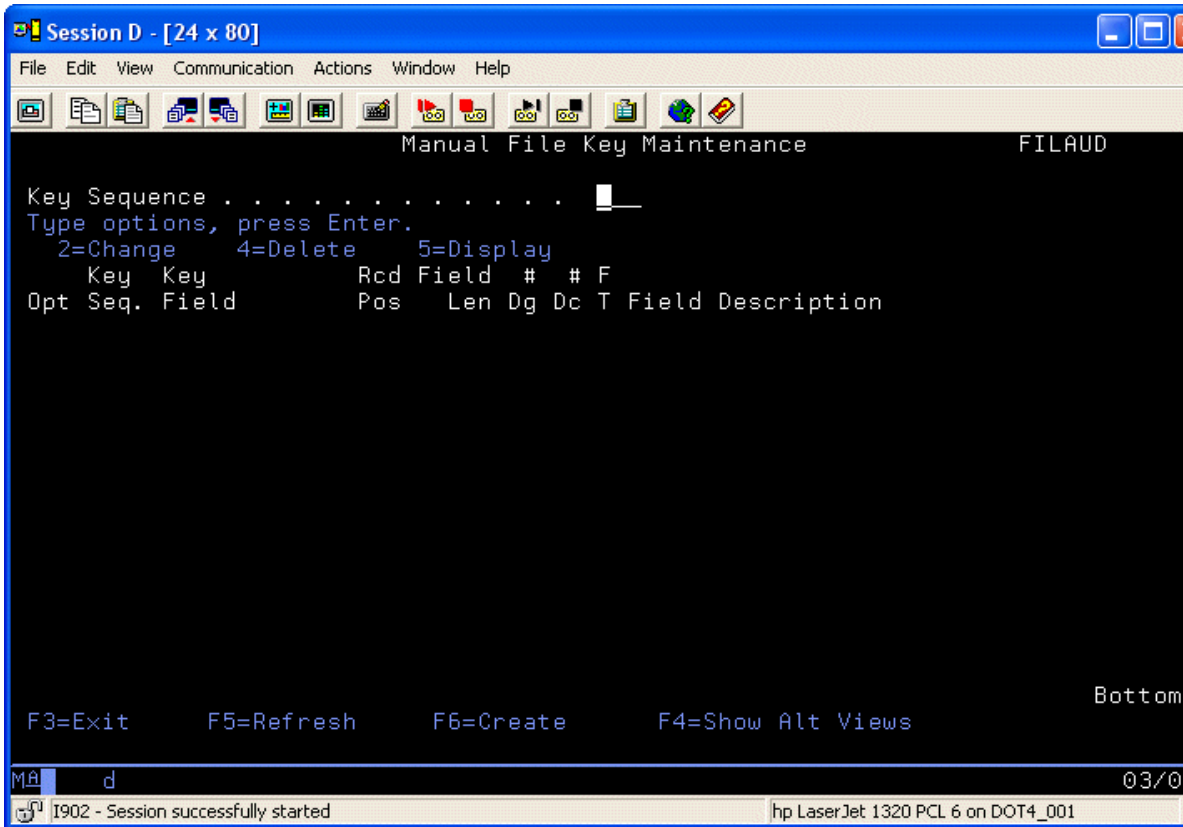 Session D - [24 x 80]
File Edit View Communication Actions Window Help
Manual File Key Maintenance FILAUD
Key Sequence . . . . . . . . . . . .
Type options, press Enter.
2=Change 4=Delete 5=Display
Key Key Rcd Field # # F
Opt Seq. Field Pos Len Dg Dc T Field Description
Bottom
F3=Exit F5=Refresh F6=Create F4=Show Alt Views
MA d 03/0
I902 - Session successfully started hp LaserJet 1320 PCL 6 on DOT4_001